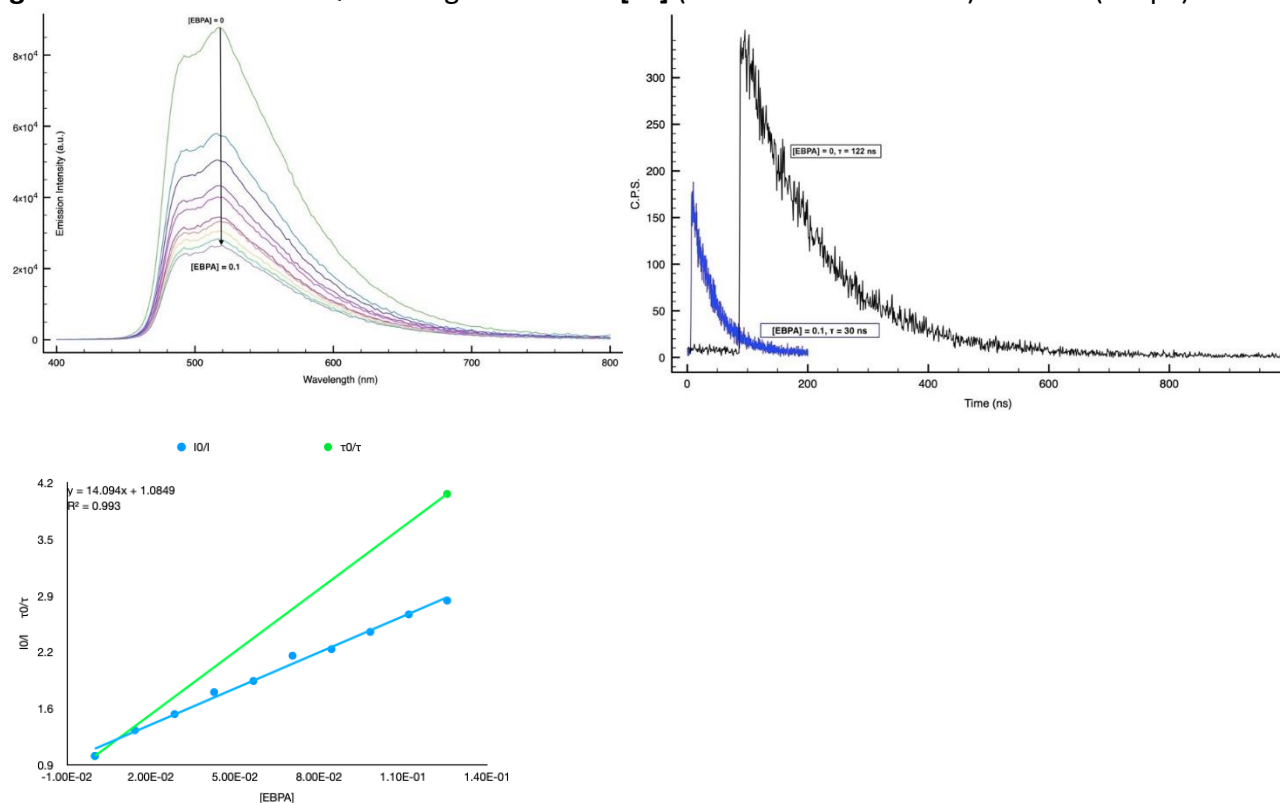 [EBPA] = 0
8×10⁴
6×10⁴
4×10⁴
2×10⁴
0
Emission Intensity (a.u.)
[EBPA] = 0.1
400
500
600
700
800
Wavelength (nm)
300
250
200
150
100
50
0
C.P.S.
[EBPA] = 0, τ = 122 ns
[EBPA] = 0.1, τ = 30 ns
0
200
400
600
800
Time (ns)
I0/I
τ0/τ
y = 14.094x + 1.0849
R² = 0.993
4.2
3.5
2.9
2.2
1.6
0.9
I0/I τ0/τ
-1.00E-02
2.00E-02
5.00E-02
8.00E-02
1.10E-01
1.40E-01
[EBPA]